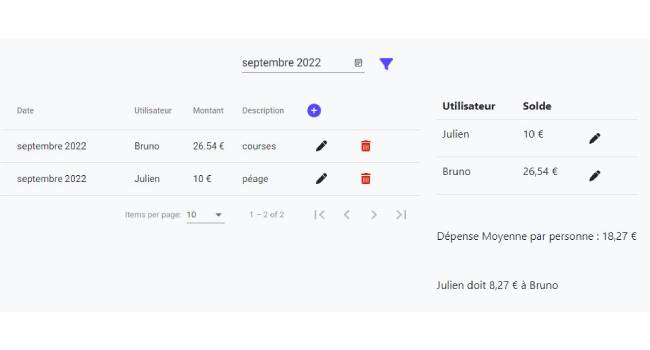 septembre 2022
Date Utilisateur Montant Description
septembre 2022 Bruno 26.54 € courses
septembre 2022 Julien 10 € péage
Items per page: 10 1 – 2 of 2
Utilisateur Solde
Julien 10 €
Bruno 26,54 €
Dépense Moyenne par personne : 18,27 €
Julien doit 8,27 € à Bruno